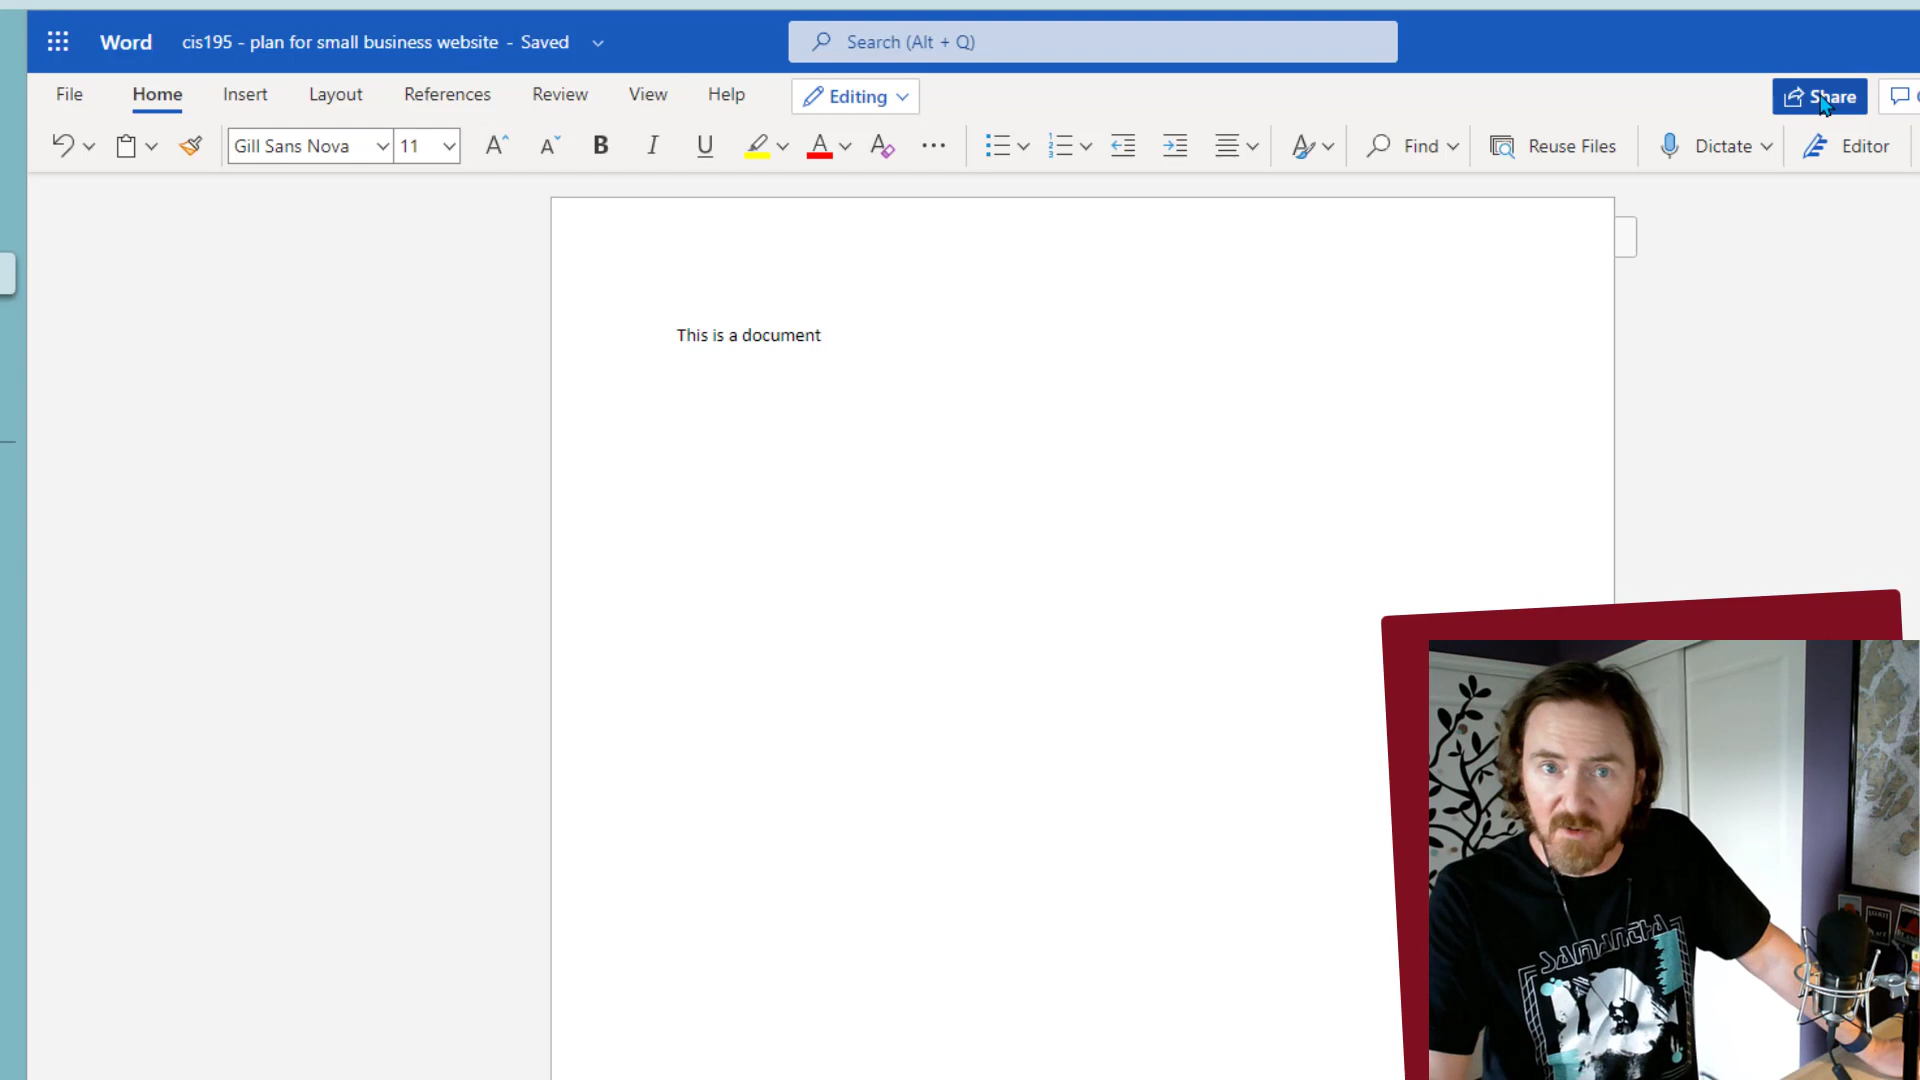 Word cis195 - plan for small business website - Saved Search (Alt + Q)
File Home Insert Layout References Review View Help Editing Share
Gill Sans Nova 11 B I U A Find Reuse Files Dictate Editor
This is a document
SAMANCHA